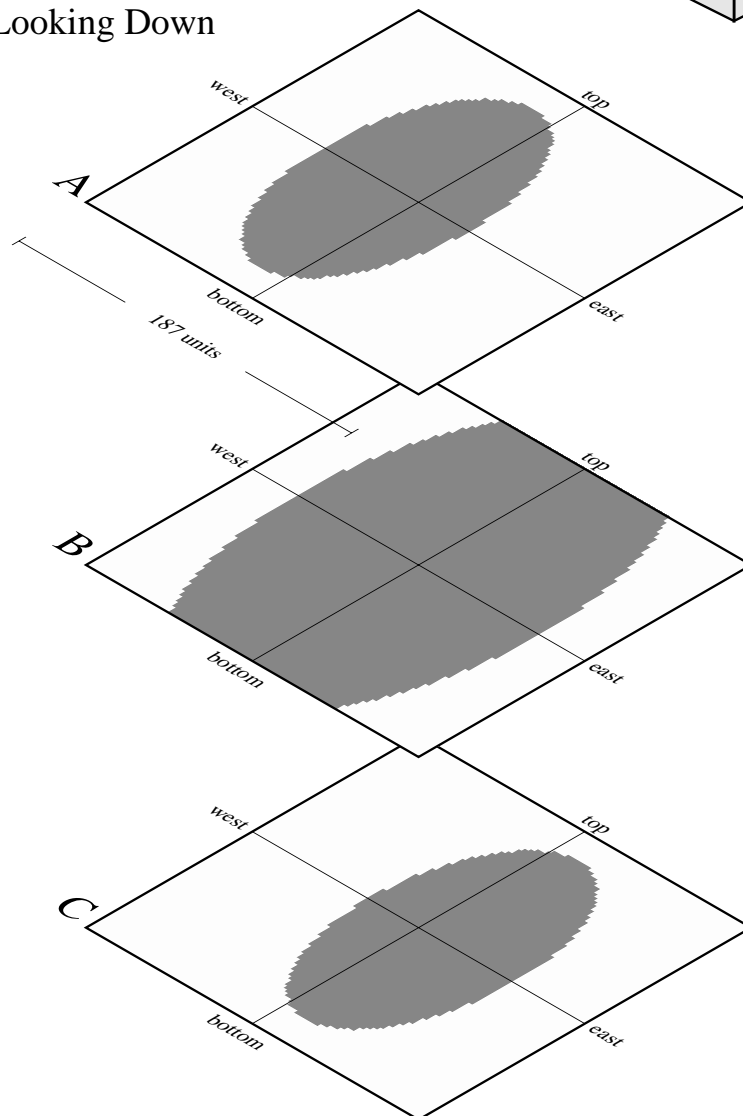 Looking Down
west
top
A
bottom
east
187 units
west
top
B
bottom
east
west
top
C
bottom
east